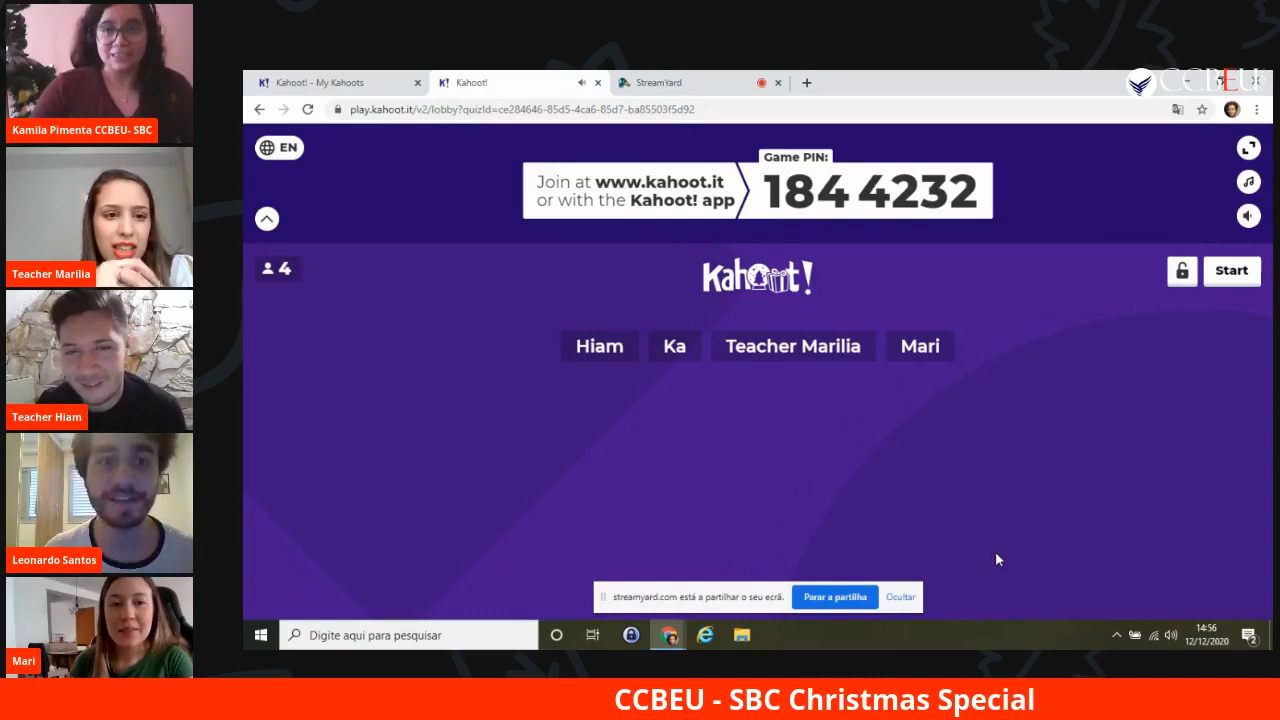 Kamila Pimenta CCBEU- SBC
Teacher Marília
Teacher Hiam
Leonardo Santos
Mari
Kahoot! - My Kahoots
Kahoot!
StreamYard
CCBEU
play.kahoot.it/v2/lobby?quizId=ce284646-85d5-4ca6-85d7-ba85503f5d92
EN
Join at www.kahoot.it
or with the Kahoot! app
Game PIN:
184 4232
4
Kahoot!
Start
Hiam
Ka
Teacher Marilia
Mari
streamyard.com está a partilhar o seu ecrã.
Parar a partilha
Ocultar
Digite aqui para pesquisar
14:56
12/12/2020
2
CCBEU - SBC Christmas Special